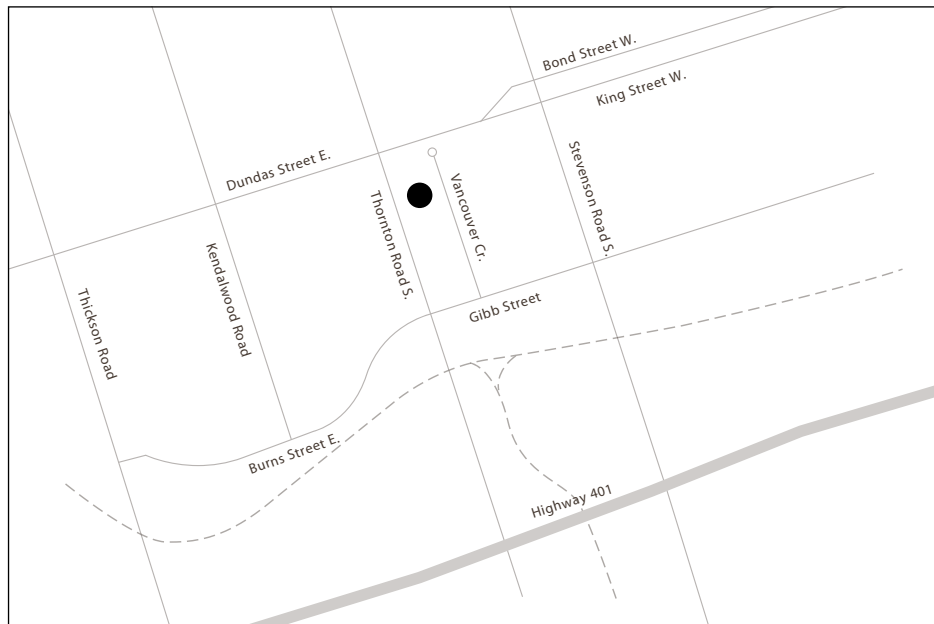 Bond Street W.
King Street W.
Dundas Street E.
Stevenson Road S.
Vancouver Cr.
Thornton Road S.
Kendalwood Road
Thickson Road
Gibb Street
Burns Street E.
Highway 401